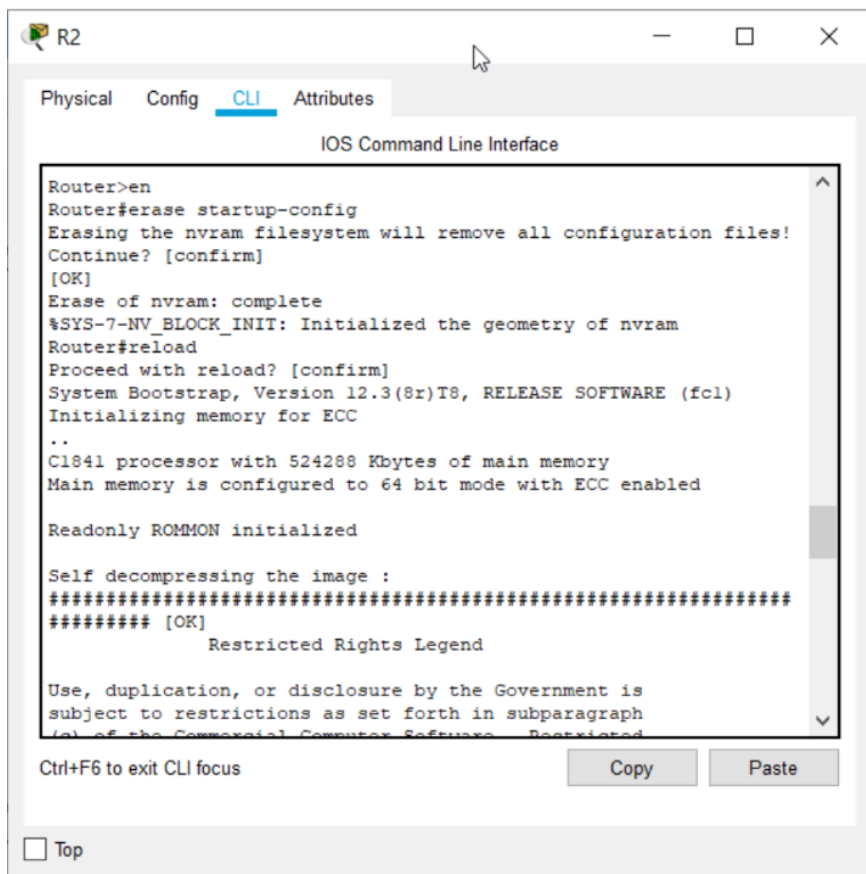 R2
Physical Config CLI Attributes
IOS Command Line Interface
Router>en
Router#erase startup-config
Erasing the nvram filesystem will remove all configuration files!
Continue? [confirm]
[OK]
Erase of nvram: complete
%SYS-7-NV_BLOCK_INIT: Initialized the geometry of nvram
Router#reload
Proceed with reload? [confirm]
System Bootstrap, Version 12.3(8r)T8, RELEASE SOFTWARE (fc1)
Initializing memory for ECC
..
C1841 processor with 524288 Kbytes of main memory
Main memory is configured to 64 bit mode with ECC enabled
Readonly ROMMON initialized
Self decompressing the image :
#################################################################
######### [OK]
Restricted Rights Legend
Use, duplication, or disclosure by the Government is
subject to restrictions as set forth in subparagraph
(c) of the Commercial Computer Software - Restricted
Ctrl+F6 to exit CLI focus
Copy
Paste
Top